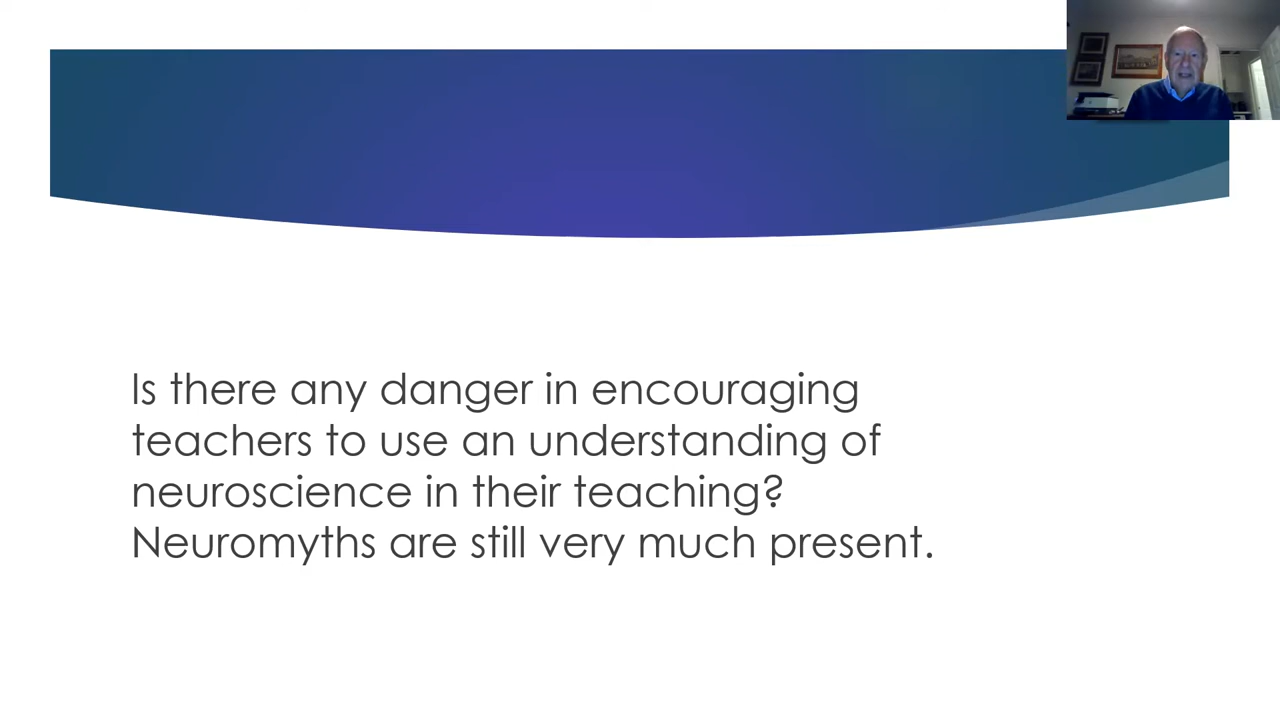 Is there any danger in encouraging
teachers to use an understanding of
neuroscience in their teaching?
Neuromyths are still very much present.